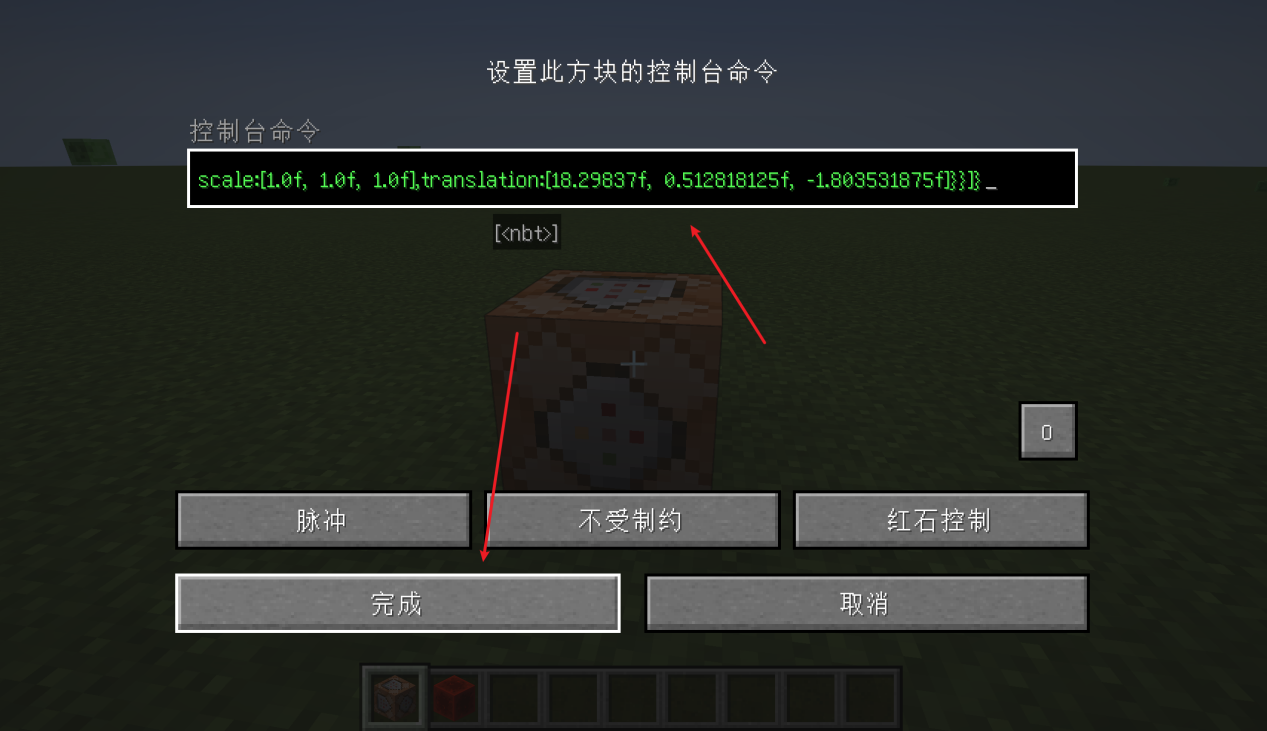 设置此方块的控制台命令
控制台命令
scale:[1.0f, 1.0f, 1.0f],translation:[18.29837f, 0.512818125f, -1.803531875f]}}]}_
[<nbt>]
0
脉冲 不受制约 红石控制
完成 取消